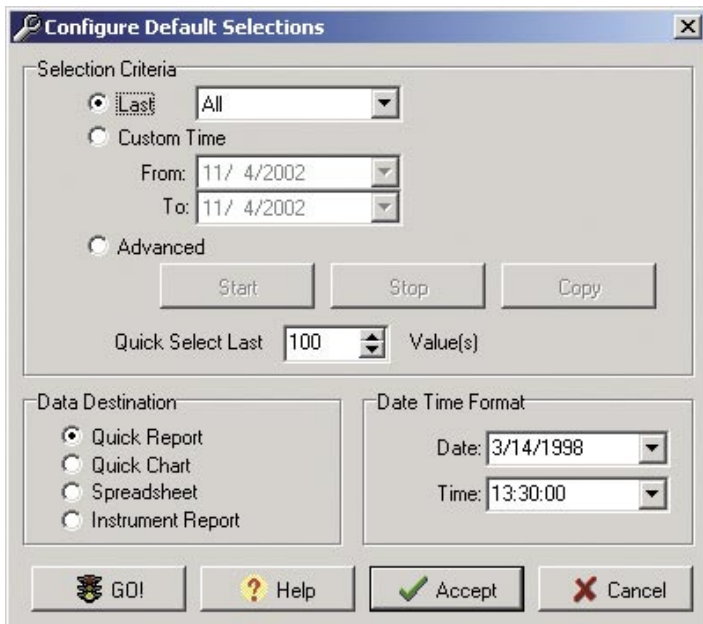 Configure Default Selections
Selection Criteria
Last All
Custom Time
From: 11/ 4/2002
To: 11/ 4/2002
Advanced
Start Stop Copy
Quick Select Last 100 Value(s)
Data Destination
Quick Report
Quick Chart
Spreadsheet
Instrument Report
Date Time Format
Date: 3/14/1998
Time: 13:30:00
GO! Help Accept Cancel